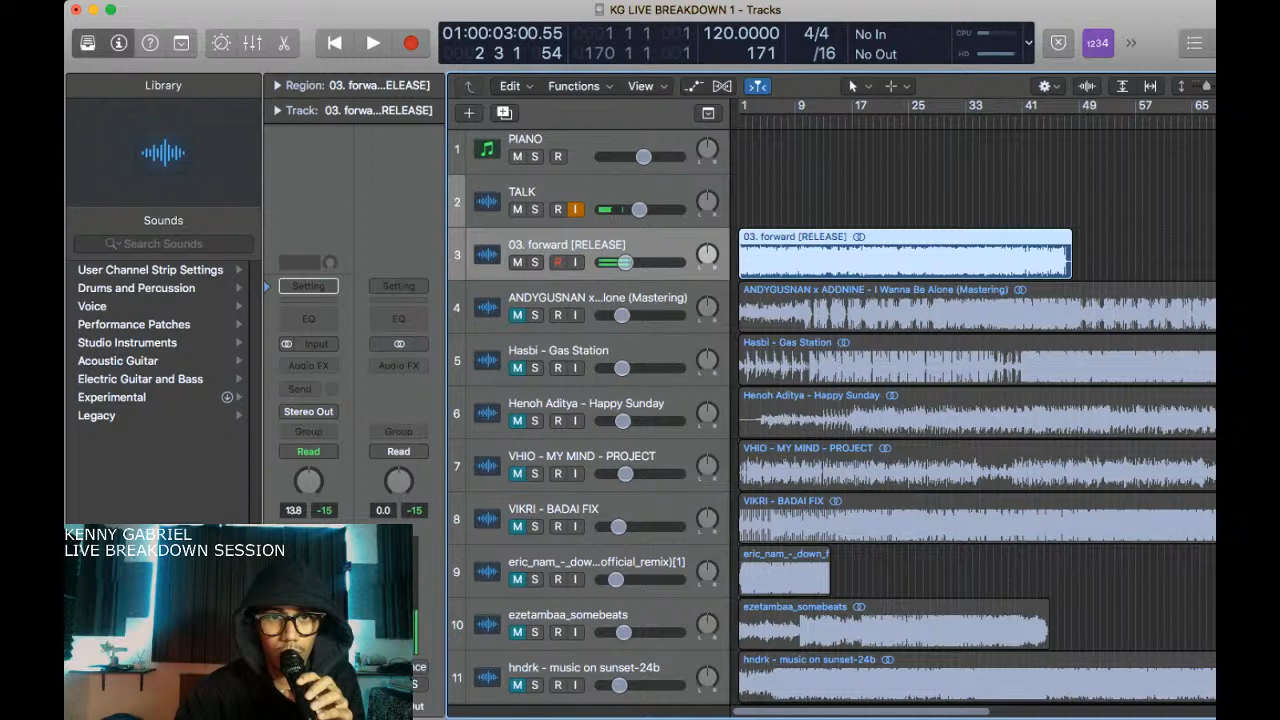 KG LIVE BREAKDOWN 1 - Tracks
01:00:03:00.55
2 3 1 54
1 1 1 1
170 1 1 1
120.0000
171
4/4
/16
No In
No Out
CPU
HD
1234
Library
Region: 03. forwa...ELEASE]
Track: 03. forwa...RELEASE]
Edit
Functions
View
1 9 17 25 33 41 49 57 65
Sounds
Search Sounds
User Channel Strip Settings
Drums and Percussion
Voice
Performance Patches
Studio Instruments
Acoustic Guitar
Electric Guitar and Bass
Experimental
Legacy
Setting
Setting
EQ
EQ
Input
Audio FX
Audio FX
Send
Stereo Out
Group
Group
Read
Read
13.8 -15
0.0 -15
1 PIANO
M S R
L R
2 TALK
M S R I
L R
3 03. forward [RELEASE]
M S R I
L R
03. forward [RELEASE]
4 ANDYGUSNAN x...lone (Mastering)
M S R I
L R
ANDYGUSNAN x ADDNINE - I Wanna Be Alone (Mastering)
5 Hasbi - Gas Station
M S R I
L R
Hasbi - Gas Station
6 Henoh Aditya - Happy Sunday
M S R I
L R
Henoh Aditya - Happy Sunday
7 VHIO - MY MIND - PROJECT
M S R I
L R
VHIO - MY MIND - PROJECT
8 VIKRI - BADAI FIX
M S R I
L R
VIKRI - BADAI FIX
9 eric_nam_-_dow...official_remix)[1]
M S R I
L R
eric_nam_-_down_f
10 ezetambaa_somebeats
M S R I
L R
ezetambaa_somebeats
11 hndrk - music on sunset-24b
M S R I
L R
hndrk - music on sunset-24b
KENNY GABRIEL
LIVE BREAKDOWN SESSION